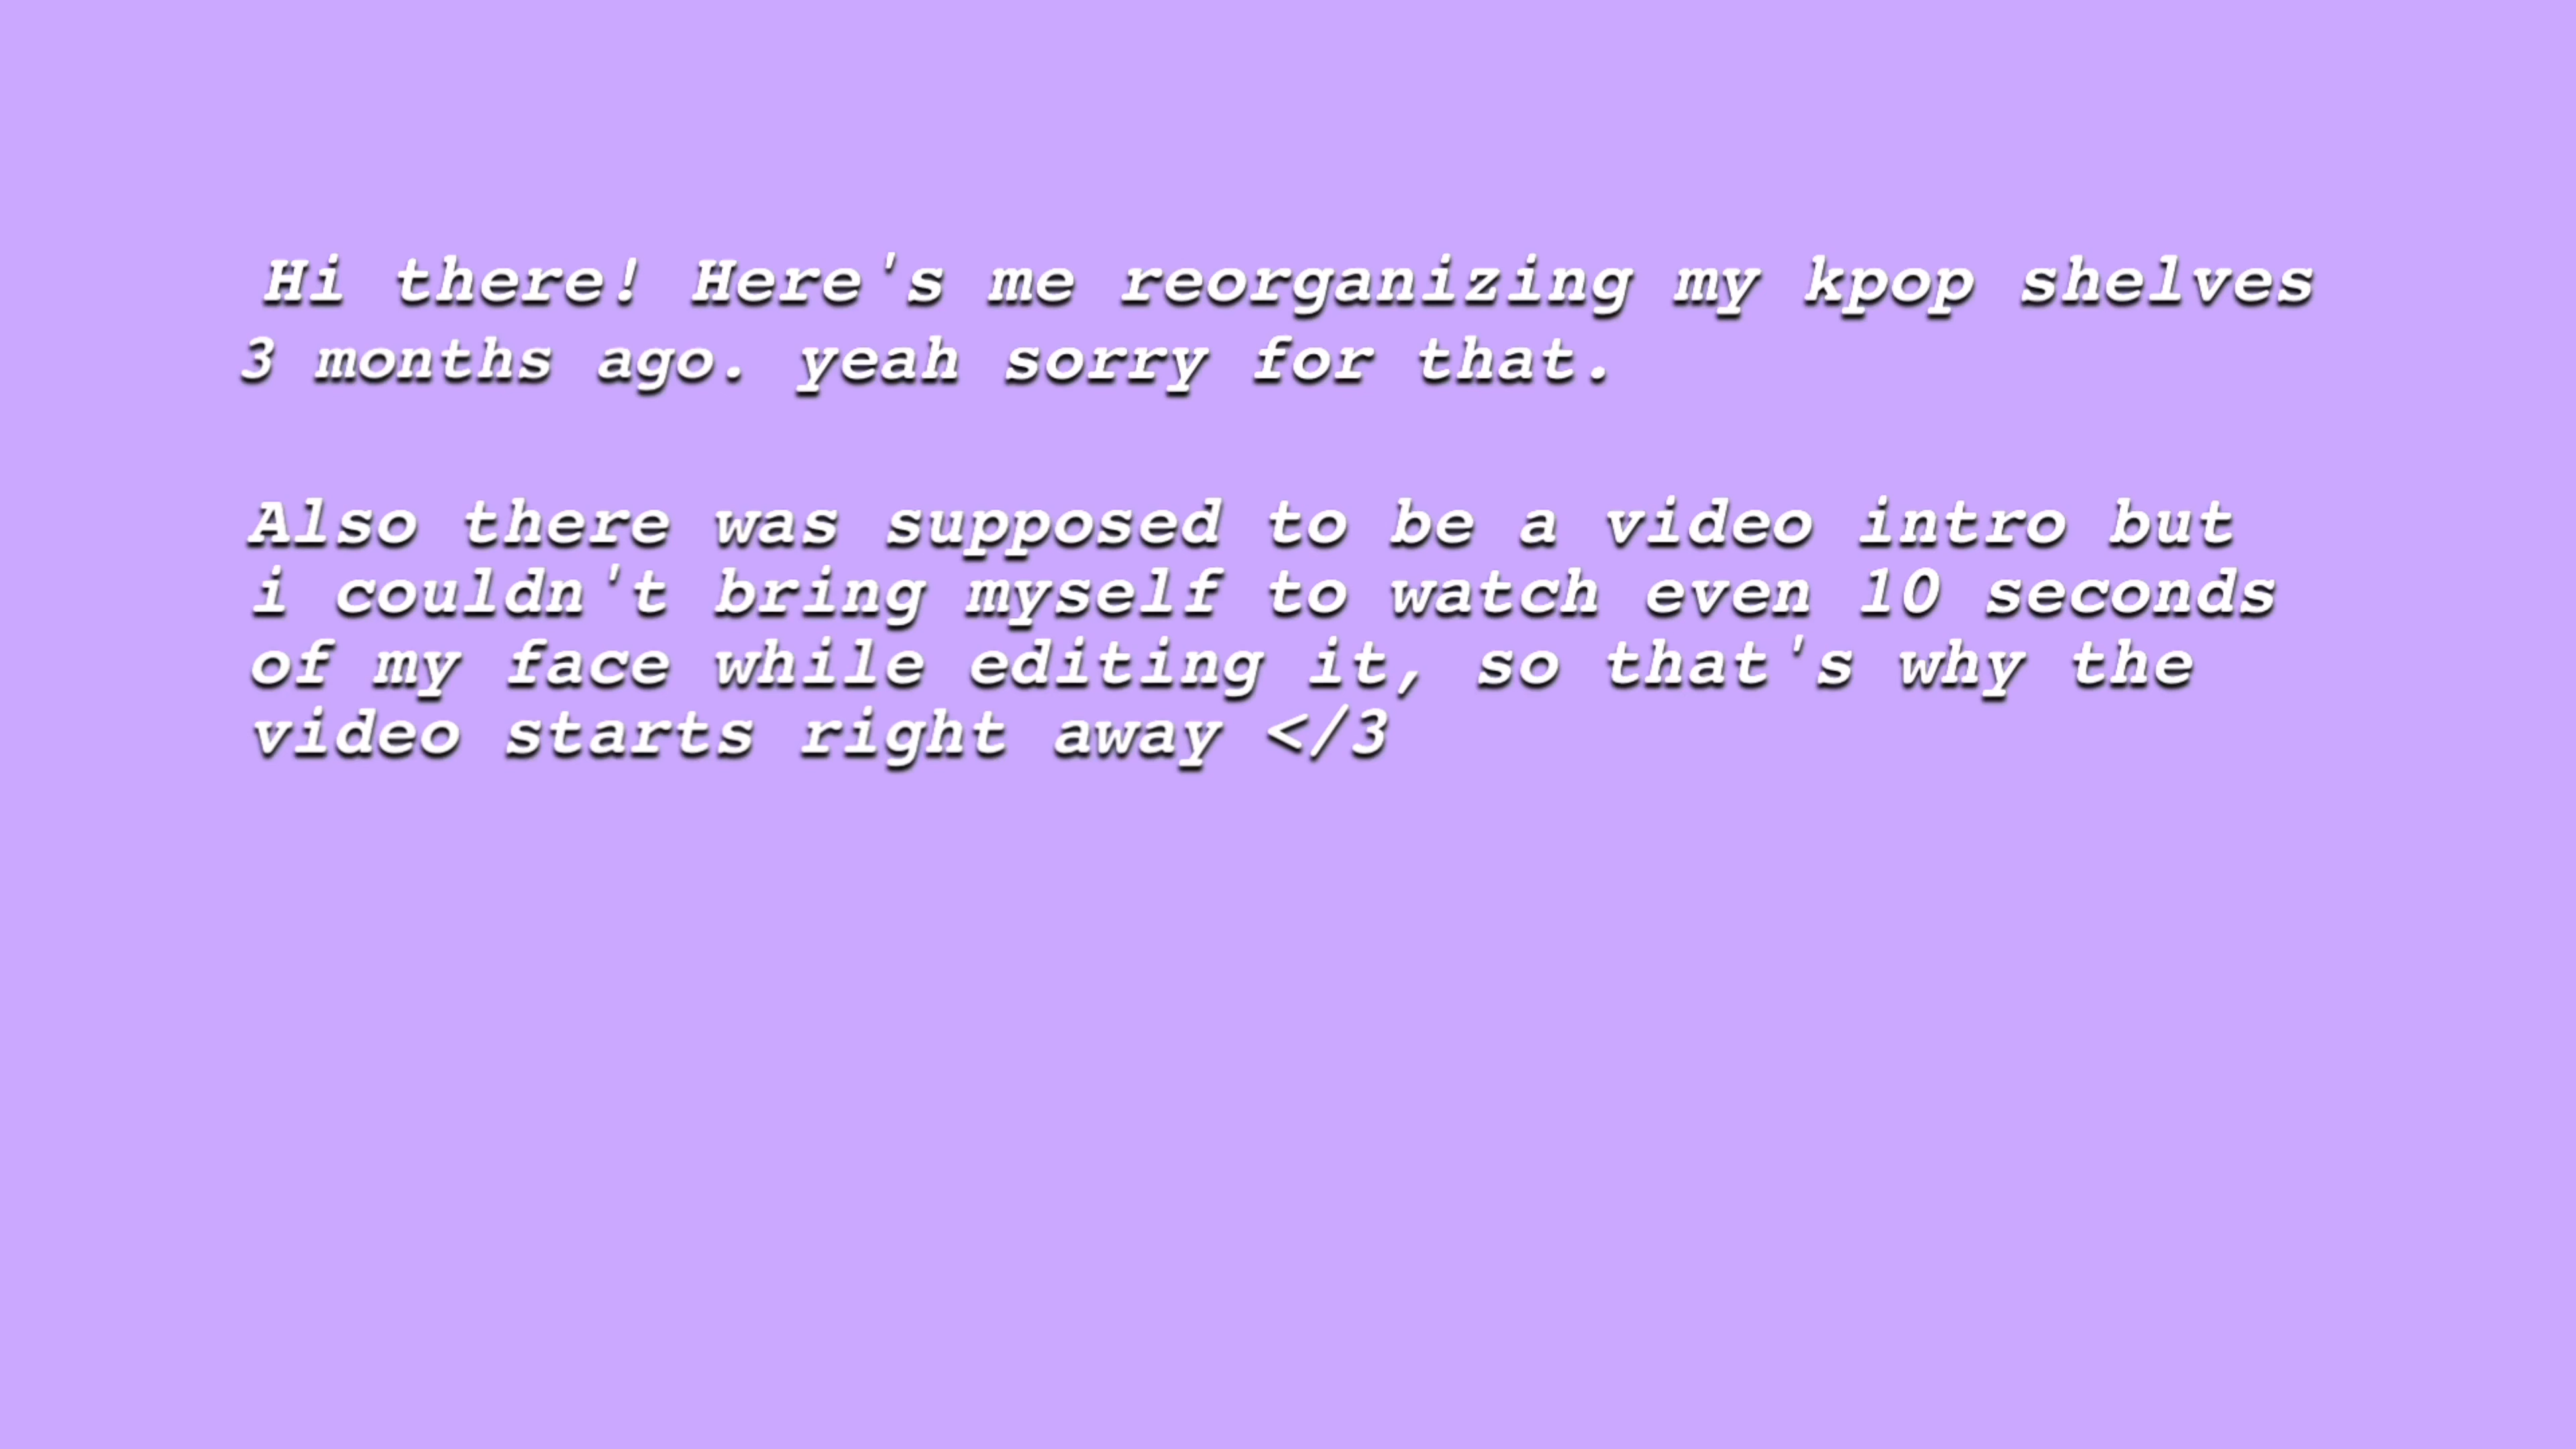 Hi there! Here's me reorganizing my kpop shelves
3 months ago. yeah sorry for that.
Also there was supposed to be a video intro but
i couldn't bring myself to watch even 10 seconds
of my face while editing it, so that's why the
video starts right away </3